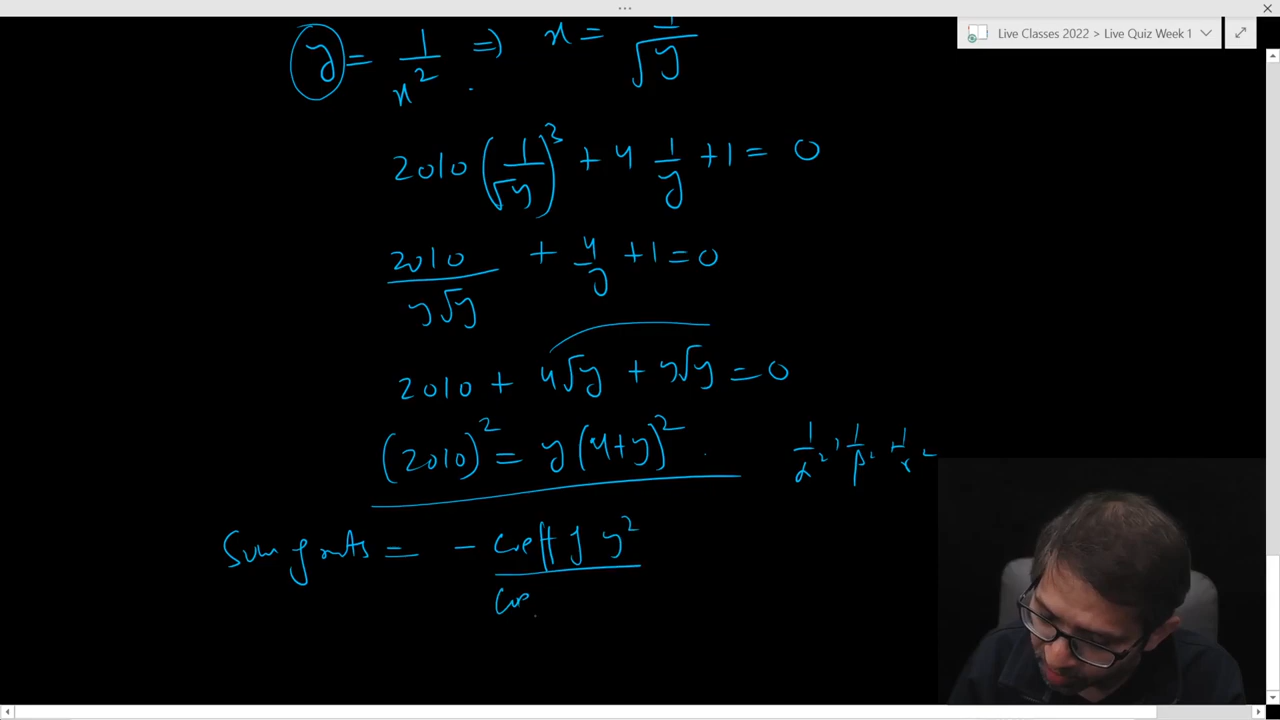 Live Classes 2022 > Live Quiz Week 1
y = 1/x² ⇒ x = 1/√y
2010 (1/√y)³ + 4 1/y + 1 = 0
2010/y√y + 4/y + 1 = 0
2010 + 4√y + y√y = 0
(2010)² = y(4+y)²
1/α², 1/β², 1/γ²
Sum of roots = - coeff of y² / coe